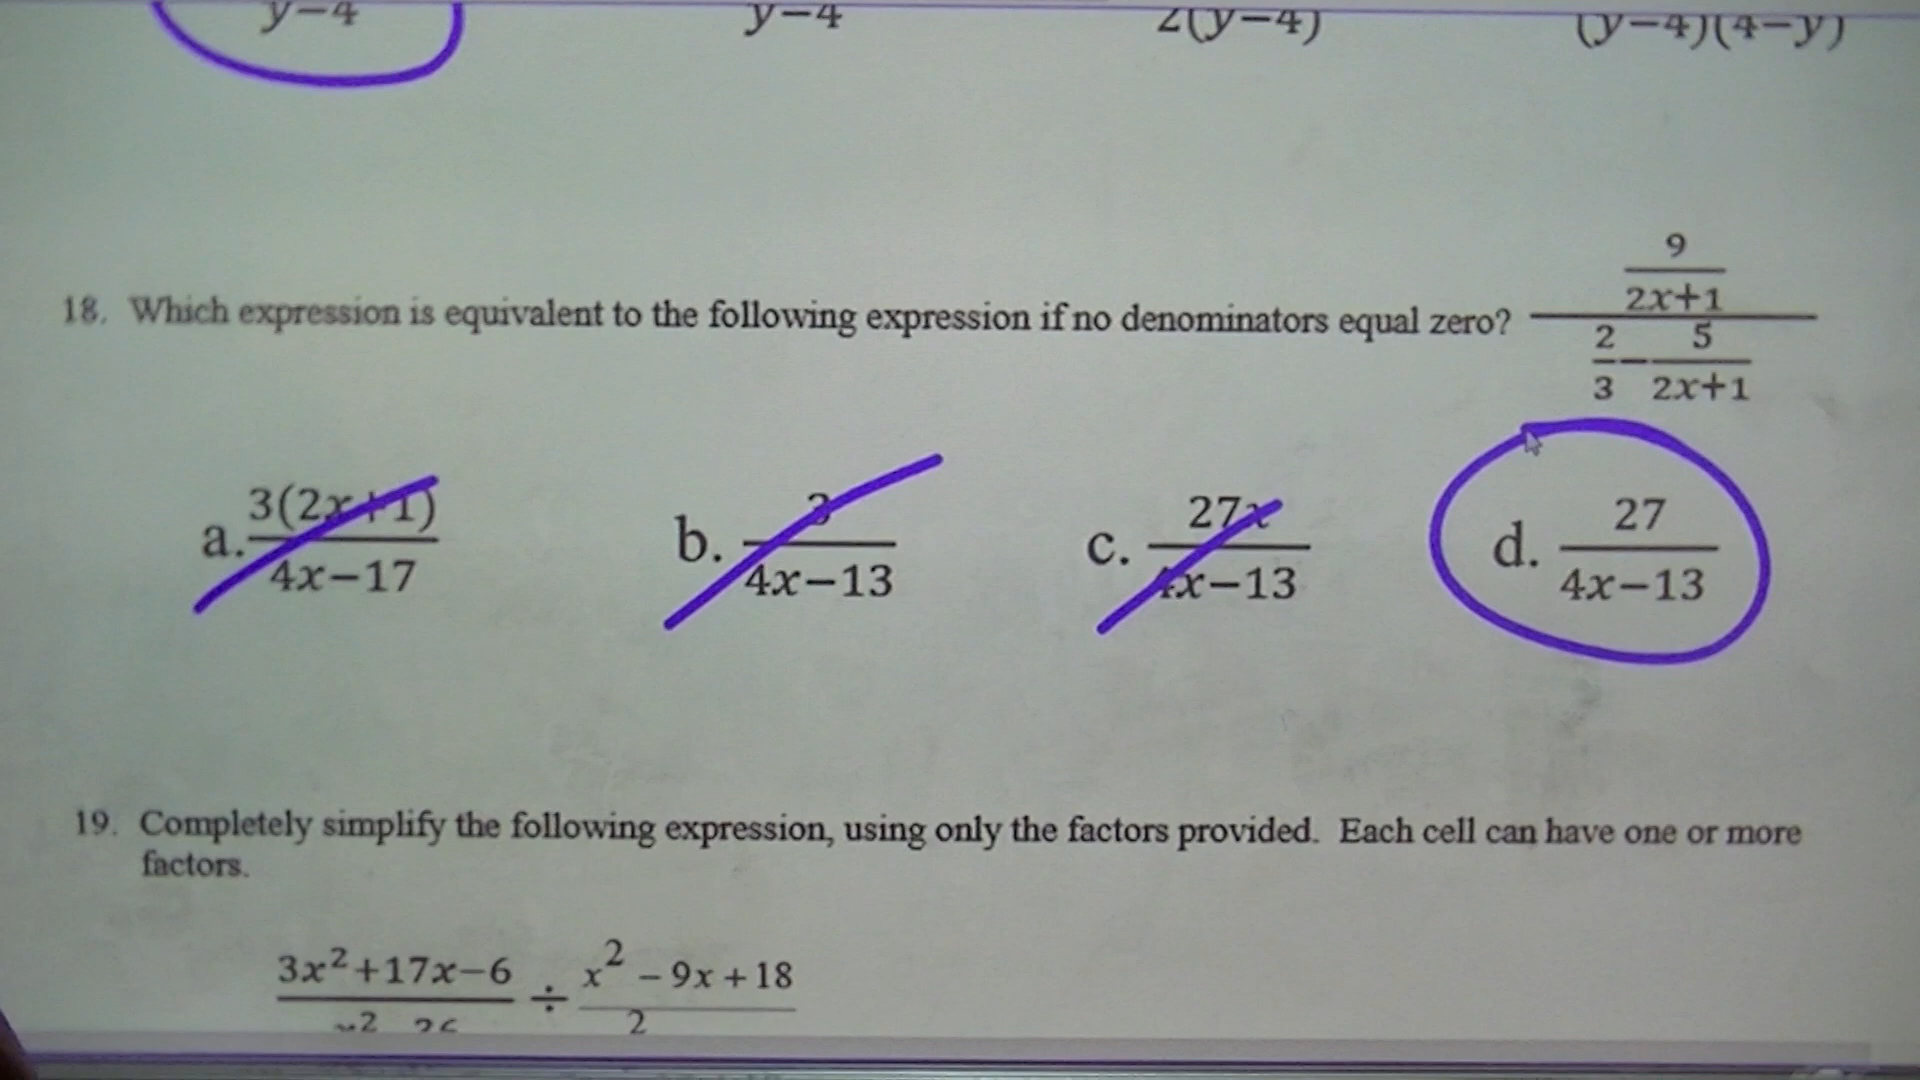 y−4 y−4 2(y−4) (y−4)(4−y)
9
2x+1
18. Which expression is equivalent to the following expression if no denominators equal zero?
2 − 5
3 2x+1
a. 3(2x+1) b. 3 c. 27x d. 27
4x−17 4x−13 4x−13 4x−13
19. Completely simplify the following expression, using only the factors provided. Each cell can have one or more
factors.
3x²+17x−6 ÷ x² − 9x + 18